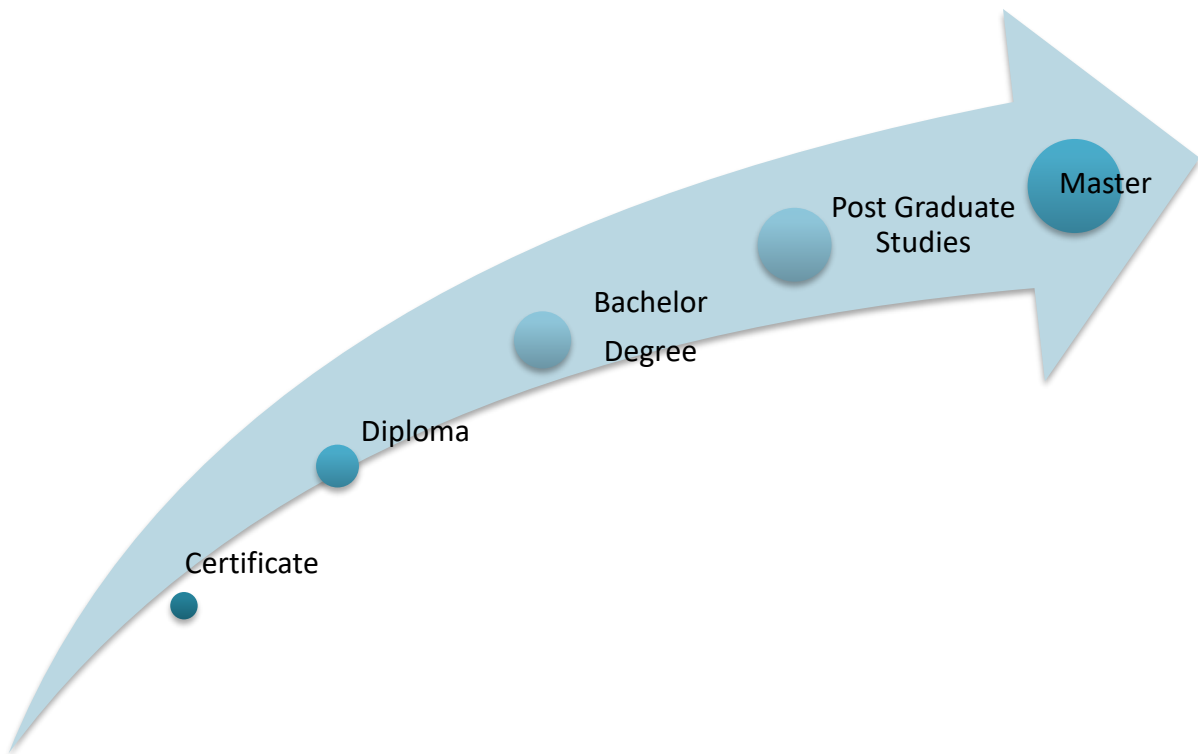 Master
Post Graduate
Studies
Bachelor
Degree
Diploma
Certificate